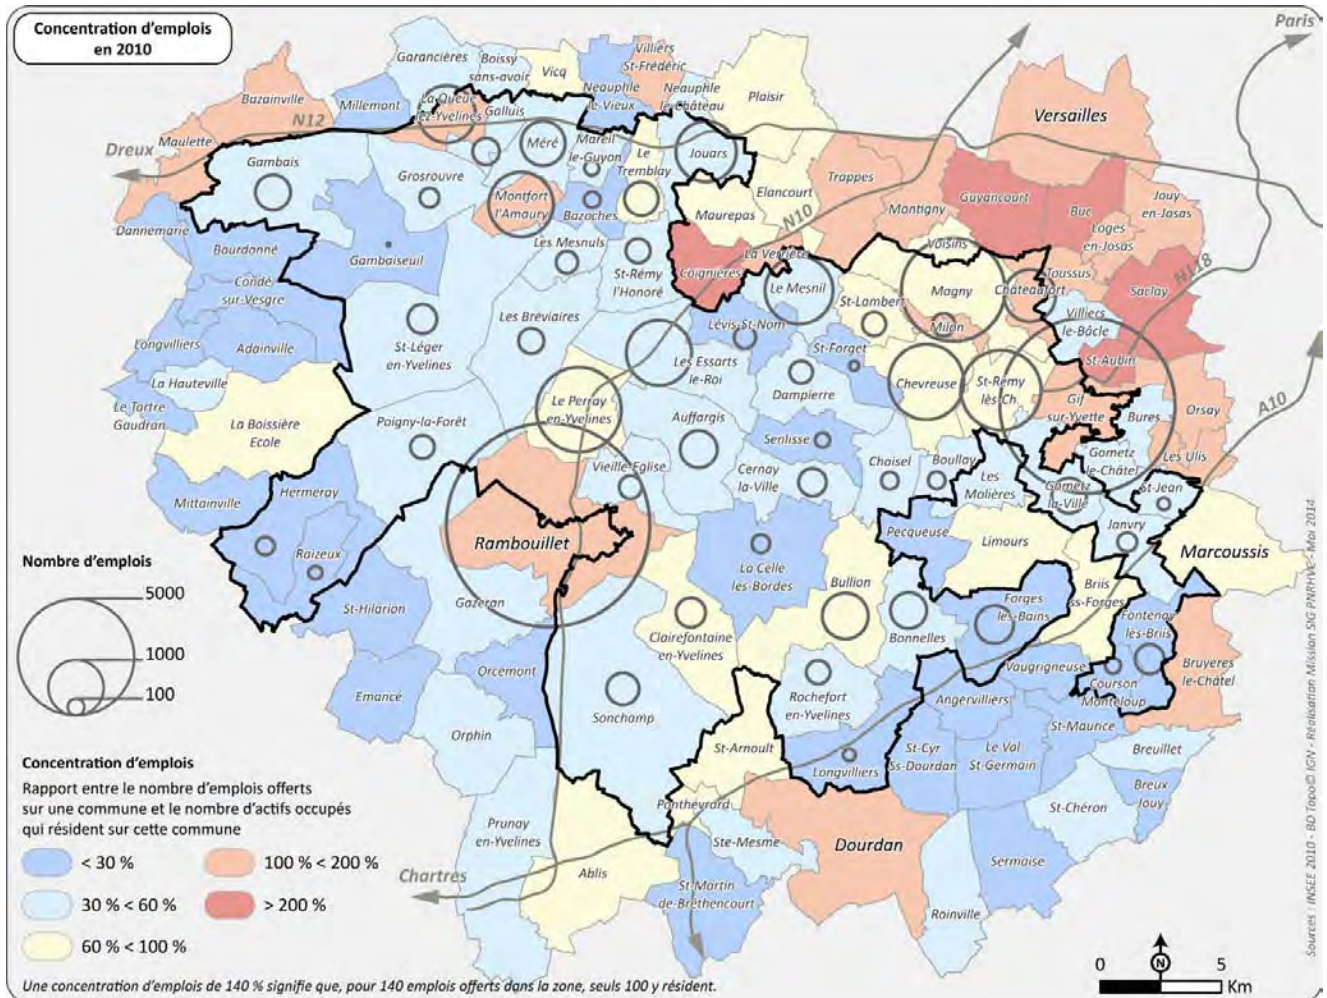 Concentration d'emplois
en 2010
Paris
Garancières
Boissy
sans-avoir
Vicq
Neauphle
le-Vieux
Villiers
St-Frédéric
Neauphle
le-Château
Plaisir
Versailles
Bazainville
Millemont
La Queue
lez-Yvelines
Galluis
Maulette
N12
Dreux
Gambais
Grosrouvre
Méré
Mareil
le-Guyon
Le
Tremblay
Jouars
Elancourt
Trappes
Montigny
Guyancourt
Buc
Jouy
en-Josas
Loges
en-Josas
Montfort
l'Amaury
Bazoches
Maurepas
N10
Dannemarie
Bourdonné
Gambaiseuil
Les Mesnuls
St-Rémy
l'Honoré
Coignières
La Verrière
Voisins
Toussus
N118
Condé
sur-Vesgre
Le Mesnil
Magny
Châteaufort
Saclay
St-Lambert
Milon
Villiers
le-Bâcle
Longvilliers
Adainville
St-Léger
en-Yvelines
Les Bréviaires
Lévis-St-Nom
St-Forget
Les Essarts
le-Roi
St-Aubin
La Hauteville
Dampierre
Chevreuse
St-Rémy
lès-Ch.
Gif
sur-Yvette
Bures
Orsay
A10
Le Tartre
Gaudran
La Boissière
Ecole
Poigny-la-Forêt
Le Perray
en-Yvelines
Auffargis
Senlisse
Gometz
le-Châtel
Les Ulis
Vieille-Eglise
Cernay
la-Ville
Choisel
Boullay
Les
Molières
Gometz
la-Ville
St-Jean
Mittainville
Hermeray
Janvry
Raizeux
Rambouillet
Pecqueuse
Limours
Marcoussis
La Celle
les-Bordes
Bullion
Briis
ss-Forges
St-Hilarion
Gazeran
Clairefontaine
en-Yvelines
Bonnelles
Forges
les-Bains
Fontenay
lès-Briis
Emancé
Orcemont
Sonchamp
Rochefort
en-Yvelines
Vaugrigneuse
Courson
Monteloup
Bruyeres
le-Châtel
Angervilliers
Orphin
St-Arnoult
Longvilliers
St-Cyr
Ss-Dourdan
Le Val
St-Germain
St-Maurice
Breuillet
Breux
Jouy
Ponthévrard
St-Chéron
Prunay
en-Yvelines
Ste-Mesme
Dourdan
Sermaise
Ablis
Chartres
St-Martin
de-Bréthencourt
Roinville
Nombre d'emplois
5000
1000
100
Concentration d'emplois
Rapport entre le nombre d'emplois offerts
sur une commune et le nombre d'actifs occupés
qui résident sur cette commune
< 30 %
100 % < 200 %
30 % < 60 %
> 200 %
60 % < 100 %
Une concentration d'emplois de 140 % signifie que, pour 140 emplois offerts dans la zone, seuls 100 y résident.
N
0 5
Km
Sources : INSEE 2010 - BD Topo© IGN - Réalisation Mission SIG PNRHVC - Mai 2014